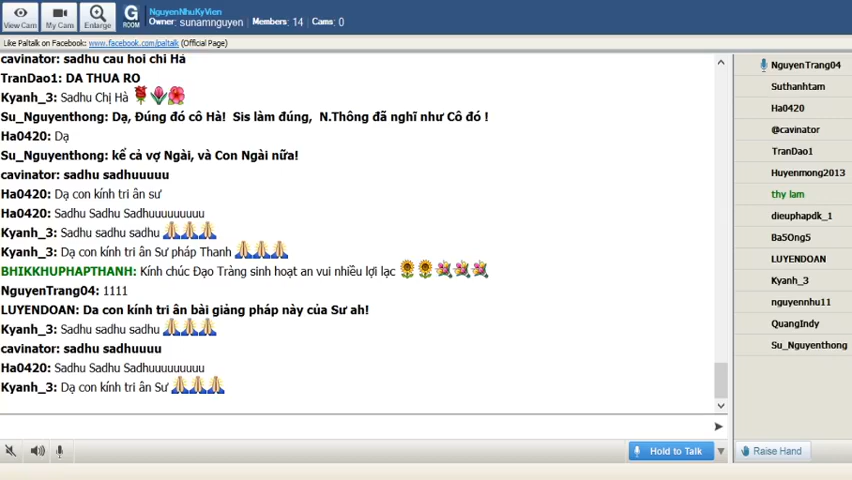 NguyenNhuKyVien
G
ROOM
Owner: sunamnguyen Members: 14 Cams: 0
View Cam
My Cam
Enlarge
Like Paltalk on Facebook: www.facebook.com/paltalk (Official Page)
cavinator: sadhu cau hoi chi Hà
TranDao1: DA THUA RO
Kyanh_3: Sadhu Chị Hà
Su_Nguyenthong: Dạ, Đúng đó cô Hà! Sis làm đúng, N.Thông đã nghĩ như Cô đó !
Ha0420: Dạ
Su_Nguyenthong: kể cả vợ Ngài, và Con Ngài nữa!
cavinator: sadhu sadhuuuuu
Ha0420: Dạ con kính tri ân sư
Ha0420: Sadhu Sadhu Sadhuuuuuuuuu
Kyanh_3: Sadhu sadhu sadhu
Kyanh_3: Dạ con kính tri ân Sư pháp Thanh
BHIKKHUPHAPTHANH: Kính chúc Đạo Tràng sinh hoạt an vui nhiều lợi lạc
NguyenTrang04: 1111
LUYENDOAN: Da con kính tri ân bài giảng pháp này của Sư ah!
Kyanh_3: Sadhu sadhu sadhu
cavinator: sadhu sadhuuuu
Ha0420: Sadhu Sadhu Sadhuuuuuuuuu
Kyanh_3: Dạ con kính tri ân Sư
NguyenTrang04
Suthanhtam
Ha0420
@cavinator
TranDao1
Huyenmong2013
thy lam
dieuphapdk_1
Ba5Ong5
LUYENDOAN
Kyanh_3
nguyennhu11
QuangIndy
Su_Nguyenthong
Hold to Talk
Raise Hand